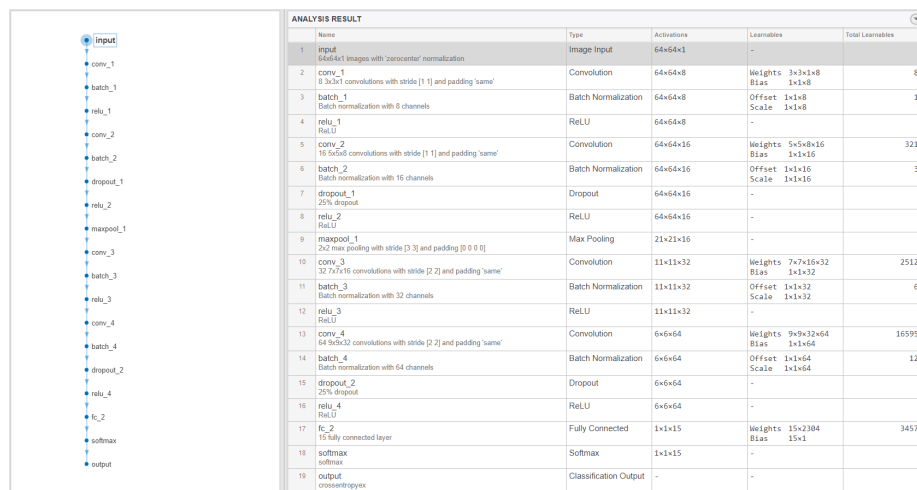 input
conv_1
batch_1
relu_1
conv_2
batch_2
dropout_1
relu_2
maxpool_1
conv_3
batch_3
relu_3
conv_4
batch_4
dropout_2
relu_4
fc_2
softmax
output
ANALYSIS RESULT
Name Type Activations Learnables Total Learnables
1 input Image Input 64×64×1 -
64x64x1 images with 'zerocenter' normalization
2 conv_1 Convolution 64×64×8 Weights 3×3×1×8 8
8 3x3x1 convolutions with stride [1 1] and padding 'same' Bias 1×1×8
3 batch_1 Batch Normalization 64×64×8 Offset 1×1×8 1
Batch normalization with 8 channels Scale 1×1×8
4 relu_1 ReLU 64×64×8 -
ReLU
5 conv_2 Convolution 64×64×16 Weights 5×5×8×16 321
16 5x5x8 convolutions with stride [1 1] and padding 'same' Bias 1×1×16
6 batch_2 Batch Normalization 64×64×16 Offset 1×1×16 3
Batch normalization with 16 channels Scale 1×1×16
7 dropout_1 Dropout 64×64×16 -
25% dropout
8 relu_2 ReLU 64×64×16 -
ReLU
9 maxpool_1 Max Pooling 21×21×16 -
2x2 max pooling with stride [3 3] and padding [0 0 0 0]
10 conv_3 Convolution 11×11×32 Weights 7×7×16×32 2512
32 7x7x16 convolutions with stride [2 2] and padding 'same' Bias 1×1×32
11 batch_3 Batch Normalization 11×11×32 Offset 1×1×32 6
Batch normalization with 32 channels Scale 1×1×32
12 relu_3 ReLU 11×11×32 -
ReLU
13 conv_4 Convolution 6×6×64 Weights 9×9×32×64 16595
64 9x9x32 convolutions with stride [2 2] and padding 'same' Bias 1×1×64
14 batch_4 Batch Normalization 6×6×64 Offset 1×1×64 12
Batch normalization with 64 channels Scale 1×1×64
15 dropout_2 Dropout 6×6×64 -
25% dropout
16 relu_4 ReLU 6×6×64 -
ReLU
17 fc_2 Fully Connected 1×1×15 Weights 15×2304 3457
15 fully connected layer Bias 15×1
18 softmax Softmax 1×1×15 -
softmax
19 output Classification Output - -
crossentropyex